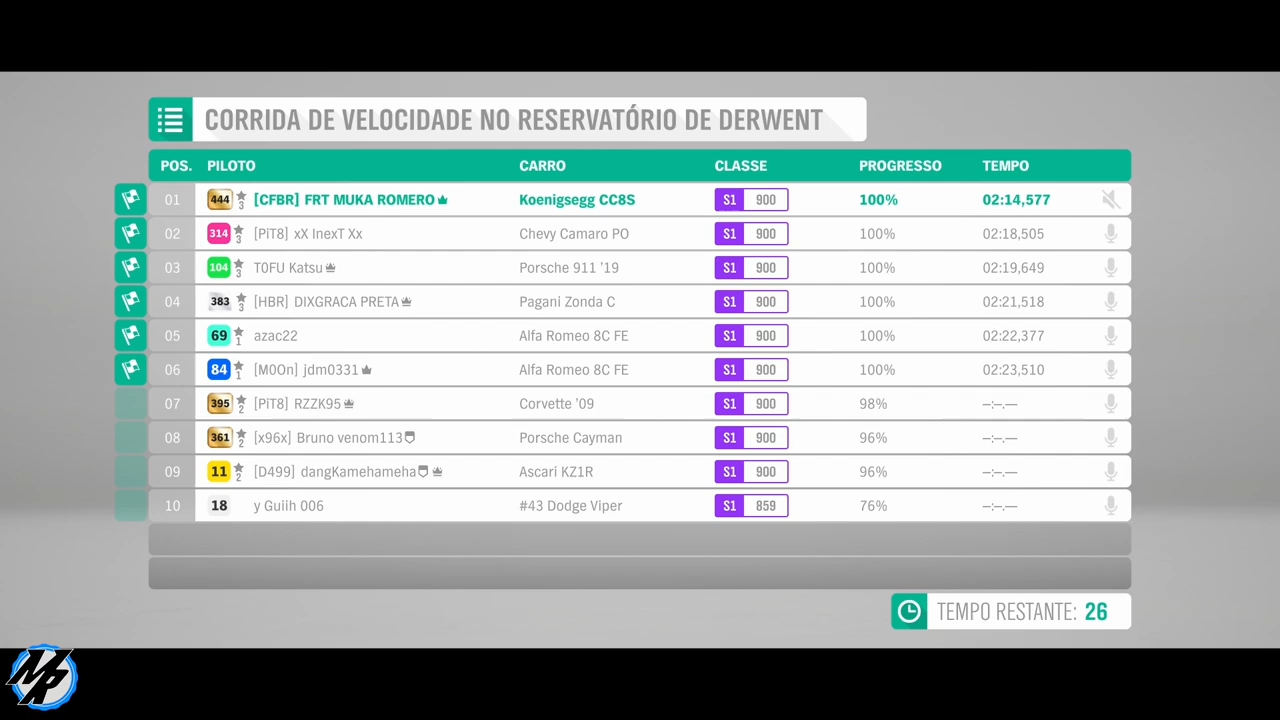 CORRIDA DE VELOCIDADE NO RESERVATÓRIO DE DERWENT
POS. PILOTO CARRO CLASSE PROGRESSO TEMPO
01 444 3 [CFBR] FRT MUKA ROMERO Koenigsegg CC8S S1 900 100% 02:14,577
02 314 3 [PiT8] xX InexT Xx Chevy Camaro PO S1 900 100% 02:18,505
03 104 3 T0FU Katsu Porsche 911 '19 S1 900 100% 02:19,649
04 383 3 [HBR] DIXGRACA PRETA Pagani Zonda C S1 900 100% 02:21,518
05 69 1 azac22 Alfa Romeo 8C FE S1 900 100% 02:22,377
06 84 1 [M0On] jdm0331 Alfa Romeo 8C FE S1 900 100% 02:23,510
07 395 2 [PiT8] RZZK95 Corvette '09 S1 900 98% --:--.---
08 361 2 [x96x] Bruno venom113 Porsche Cayman S1 900 96% --:--.---
09 11 2 [D499] dangKamehameha Ascari KZ1R S1 900 96% --:--.---
10 18 y Guiih 006 #43 Dodge Viper S1 859 76% --:--.---
TEMPO RESTANTE: 26